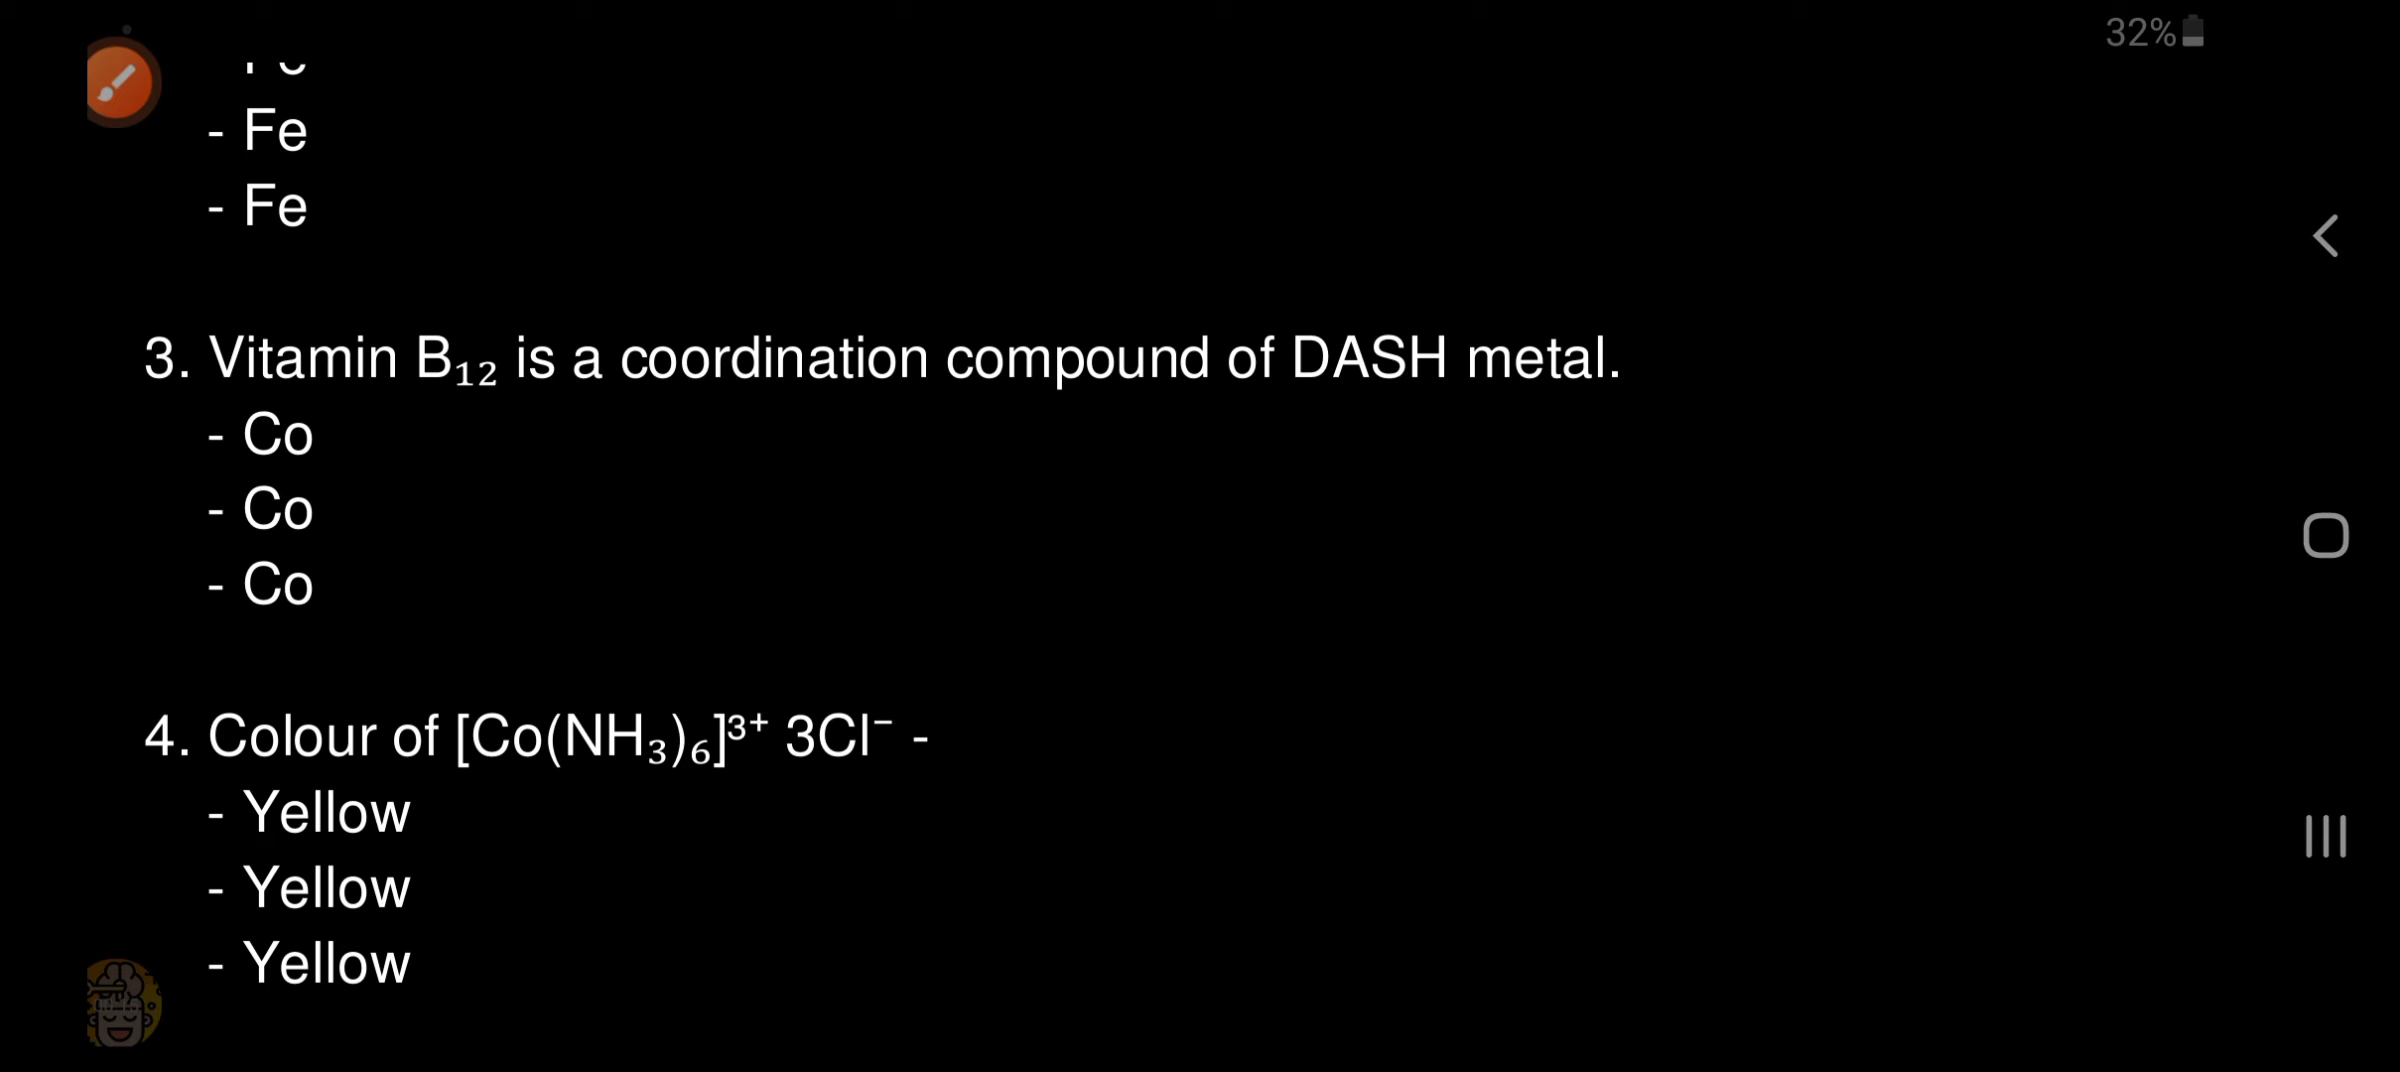 32%
- Fe
- Fe
3. Vitamin B₁₂ is a coordination compound of DASH metal.
- Co
- Co
- Co
4. Colour of [Co(NH₃)₆]³⁺ 3Cl⁻ -
- Yellow
- Yellow
- Yellow